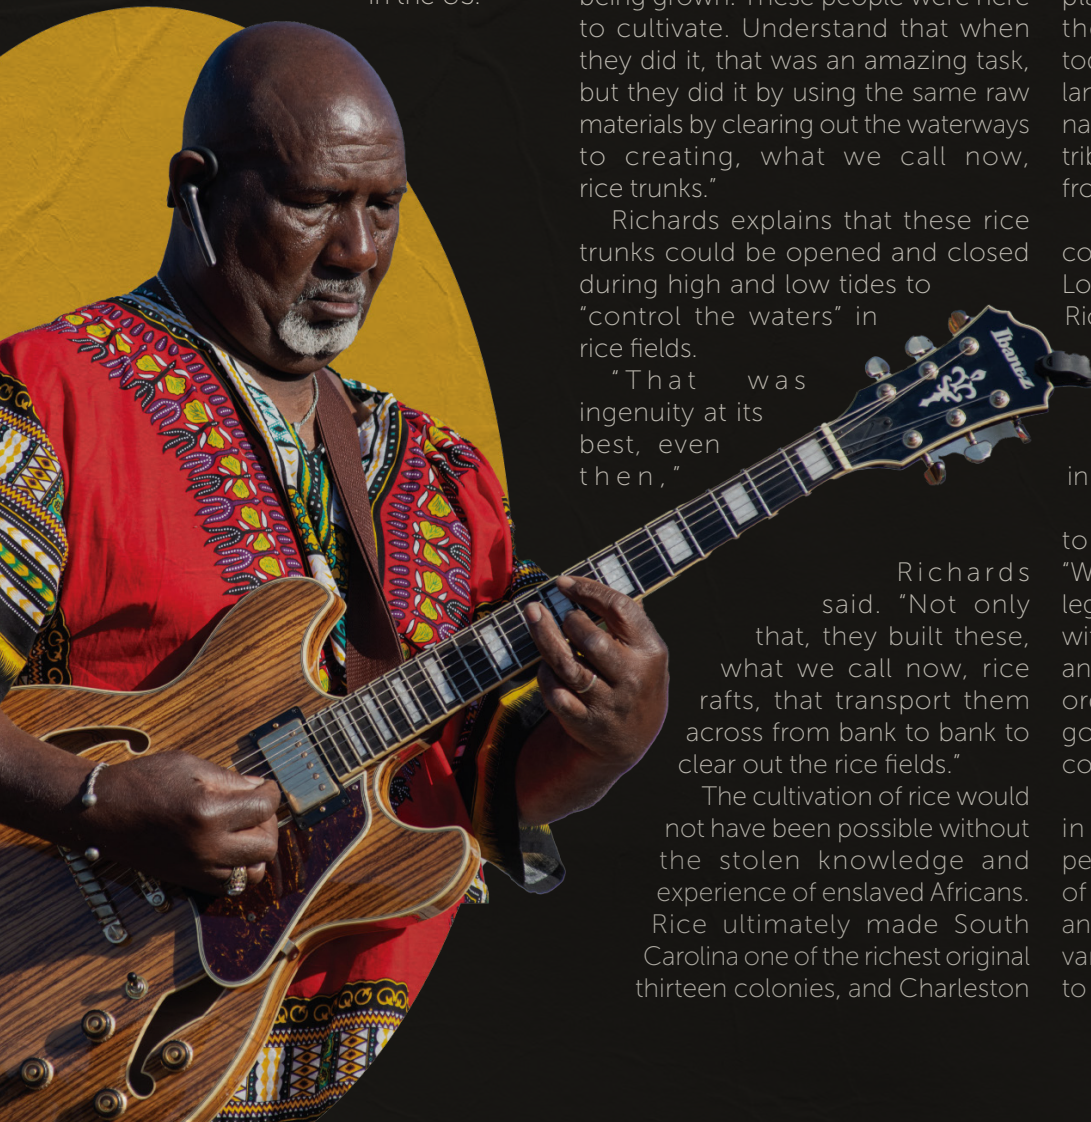 in the US.
being grown. These people were here
to cultivate. Understand that when
they did it, that was an amazing task,
but they did it by using the same raw
materials by clearing out the waterways
to creating, what we call now,
rice trunks.”
Richards explains that these rice
trunks could be opened and closed
during high and low tides to
“control the waters” in
rice fields.
“That was
ingenuity at its
best, even
then,”
Richards
said. “Not only
that, they built these,
what we call now, rice
rafts, that transport them
across from bank to bank to
clear out the rice fields.”
The cultivation of rice would
not have been possible without
the stolen knowledge and
experience of enslaved Africans.
Rice ultimately made South
Carolina one of the richest original
thirteen colonies, and Charleston
Ibanez
in
to
in
of
to